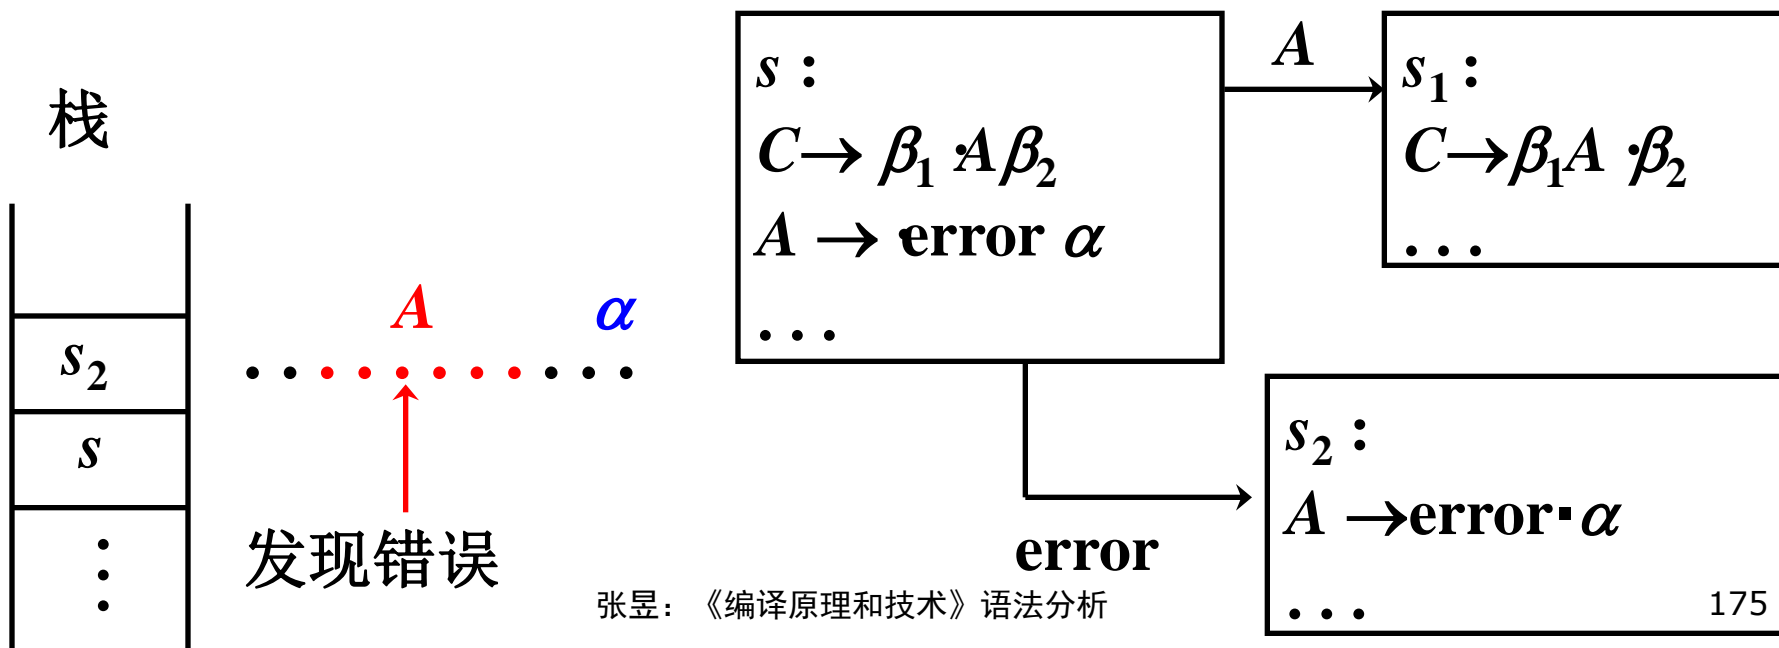 栈
s₂
s
⋮
A
α
发现错误
s :
C→ β₁ ·Aβ₂
A → ·error α
...
A
s₁ :
C→β₁A ·β₂
...
error
s₂ :
A →error· α
...
张昱：《编译原理和技术》语法分析
175